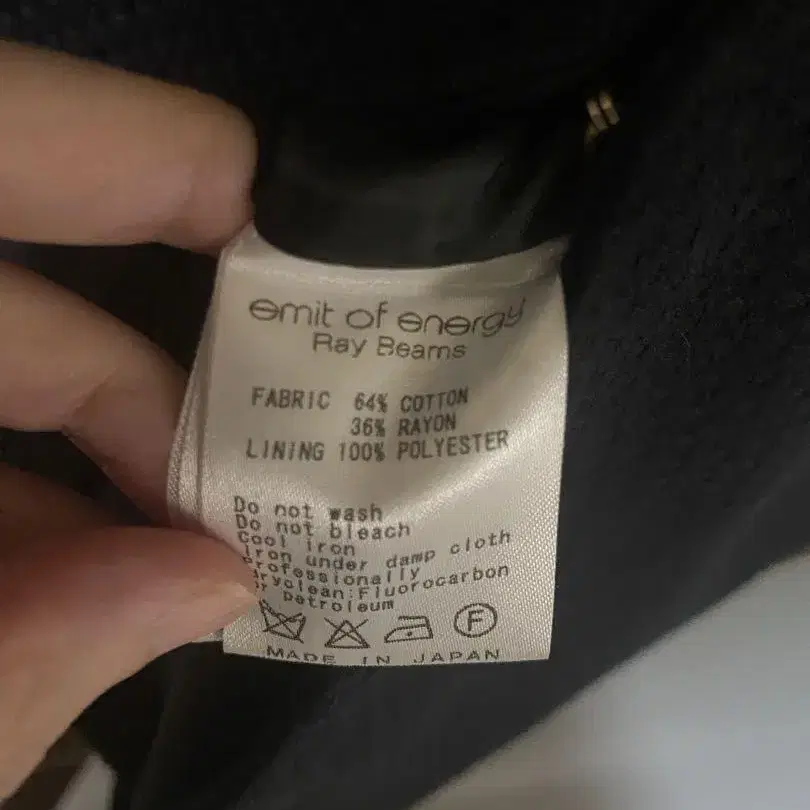 emit of energy
Ray Beams
FABRIC 64% COTTON
36% RAYON
LINING 100% POLYESTER
Do not wash
Do not bleach
Cool iron
Iron under damp cloth
Professionally
dryclean:Fluorocarbon
or petroleum
F
MADE IN JAPAN